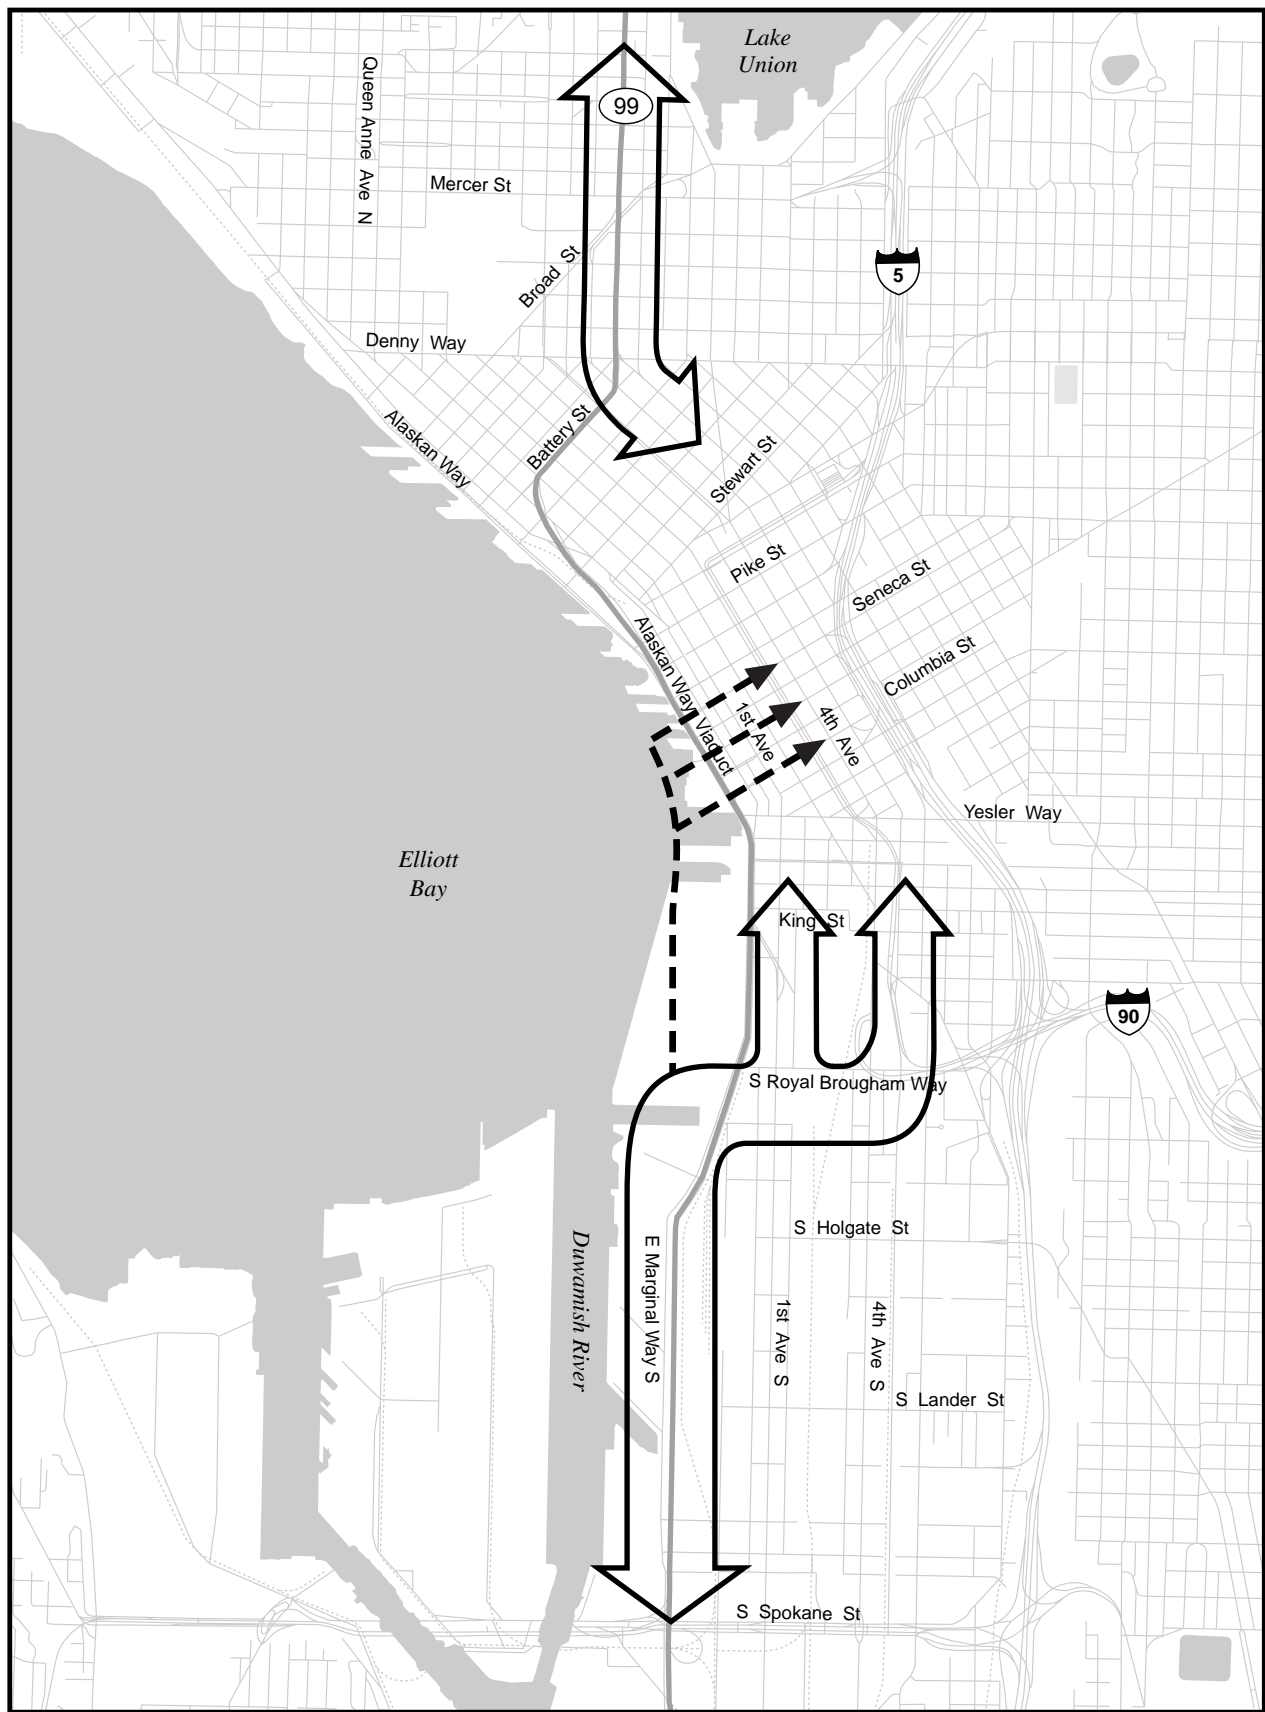 Lake
Union
Queen Anne Ave N
99
Mercer St
Broad St
5
Denny Way
Alaskan Way
Battery St
Stewart St
Pike St
Seneca St
Alaskan Way Viaduct
Columbia St
1st Ave
4th Ave
Yesler Way
Elliott
Bay
King St
90
S Royal Brougham Way
S Holgate St
Duwamish River
E Marginal Way S
1st Ave S
4th Ave S
S Lander St
S Spokane St